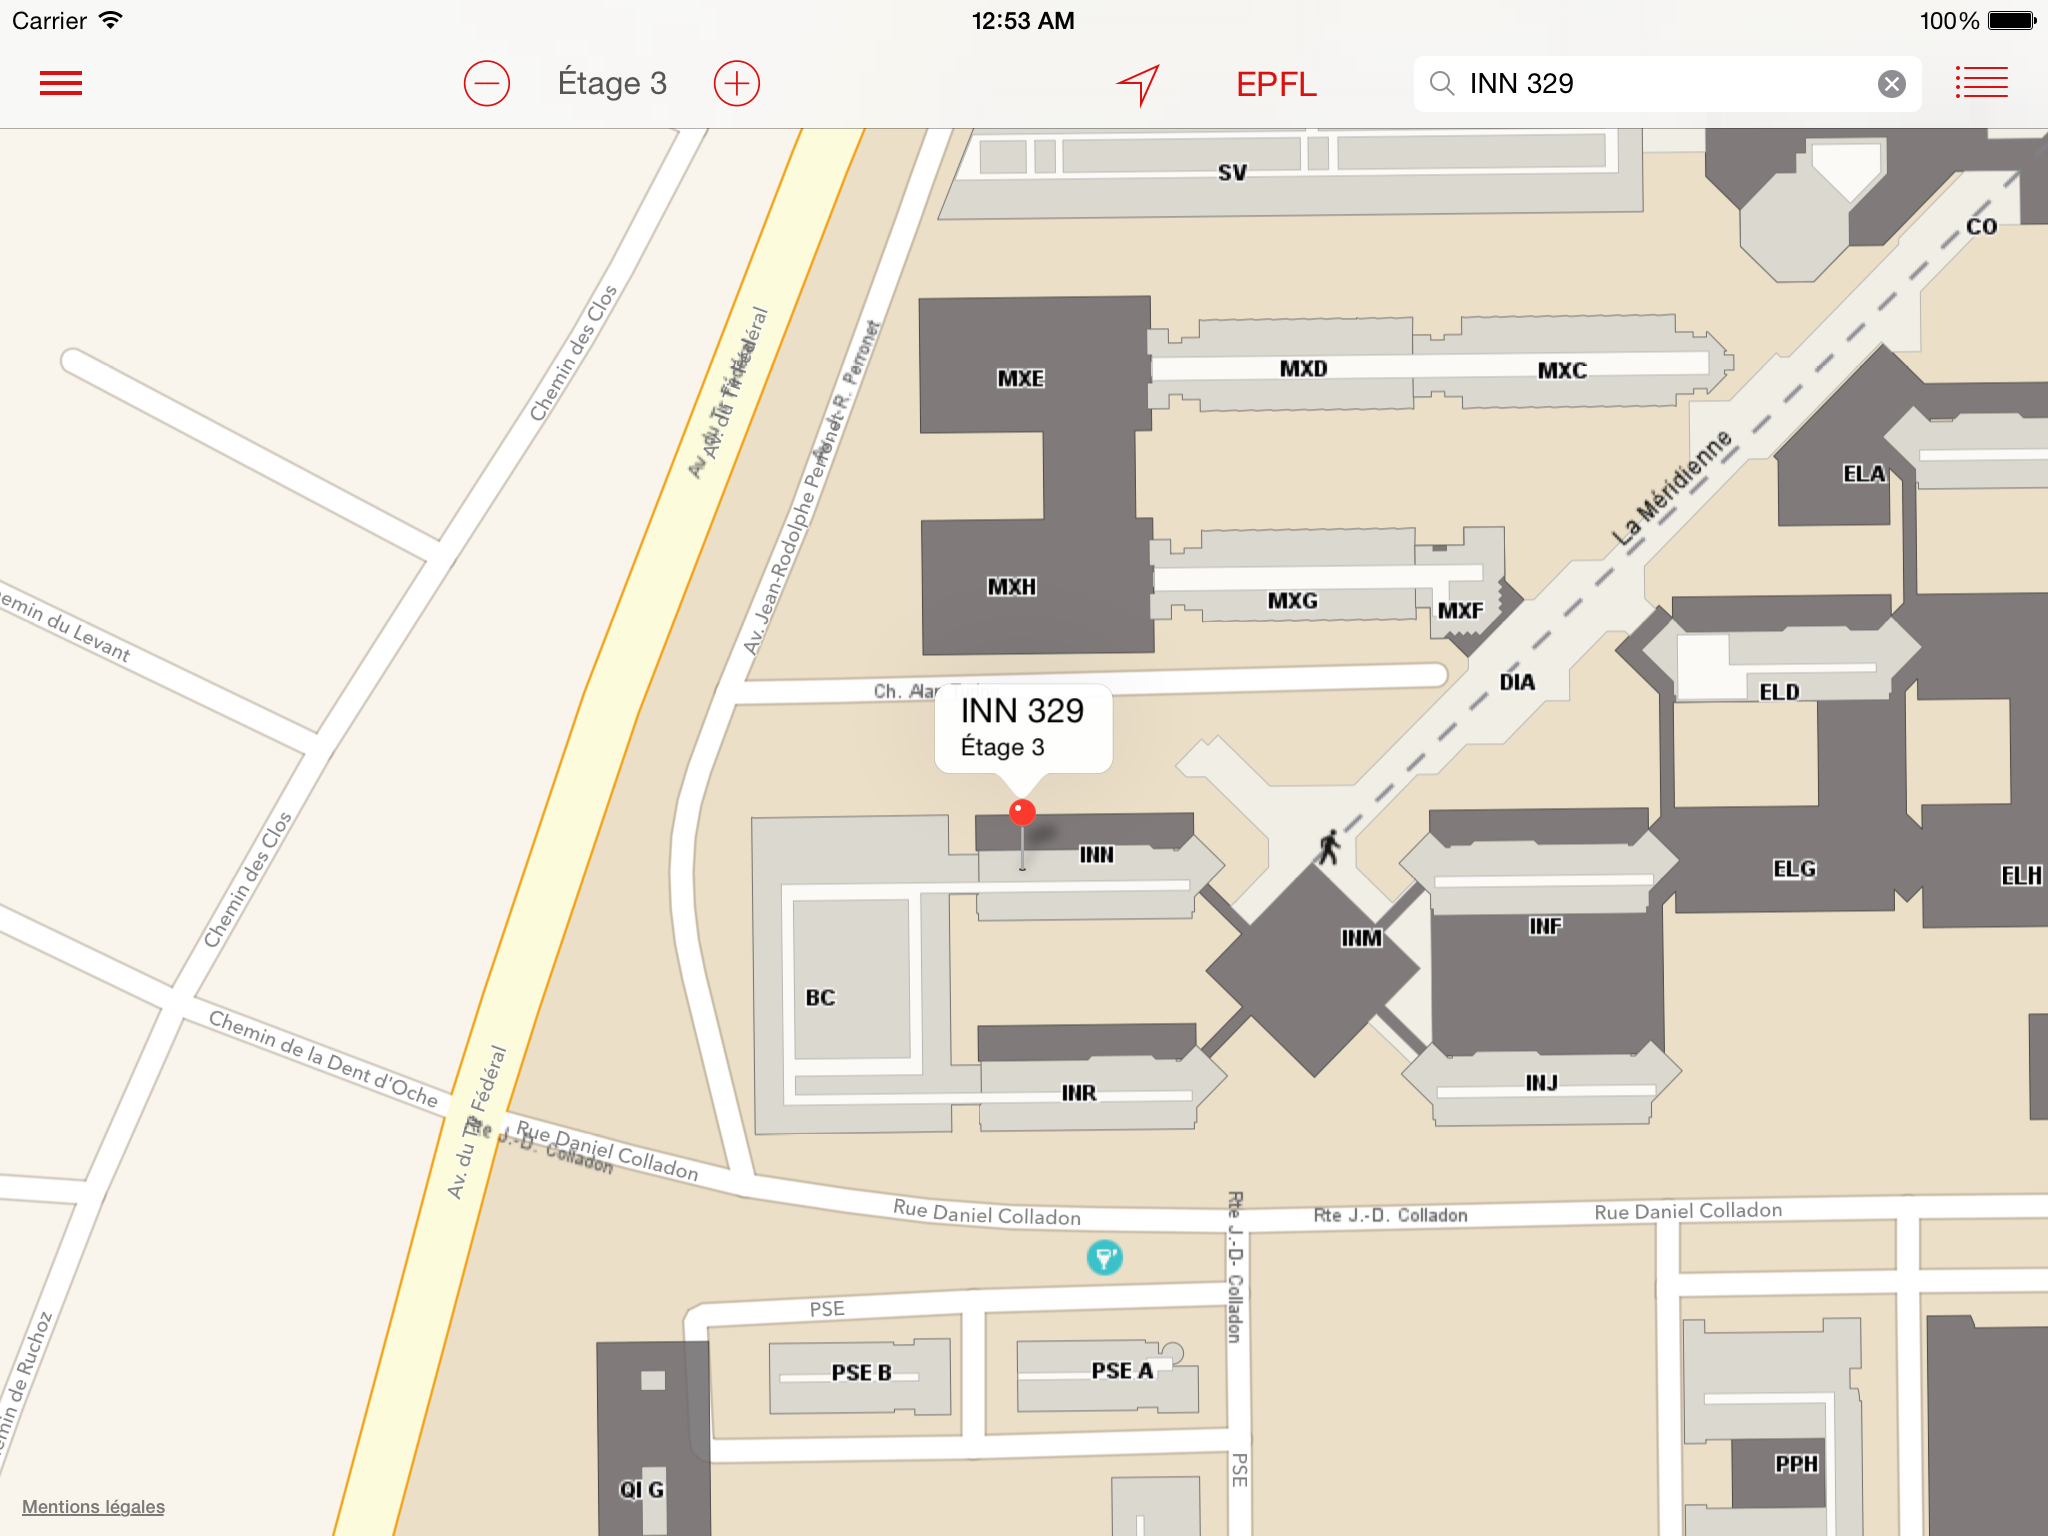 Carrier
12:53 AM
100%
Étage 3
EPFL
INN 329
SV
CO
Chemin des Clos
Av. du Tir Fédéral
MXE
MXD
MXC
La Méridienne
ELA
Av. Jean-Rodolphe Perronet
MXH
MXG
MXF
Chemin du Levant
DIA
ELD
Ch. Alan
INN 329
Étage 3
INN
ELG
ELH
Chemin des Clos
INM
INF
BC
Chemin de la Dent d'Oche
INR
INJ
Av. du Tir Fédéral
Rue Daniel Colladon
Rte J.-D. Colladon
Rue Daniel Colladon
Rte J.-D. Colladon
Rue Daniel Colladon
Rte J.-D- Colladon
PSE
PSE B
PSE A
emin de Ruchoz
PSE
PPH
QI G
Mentions légales